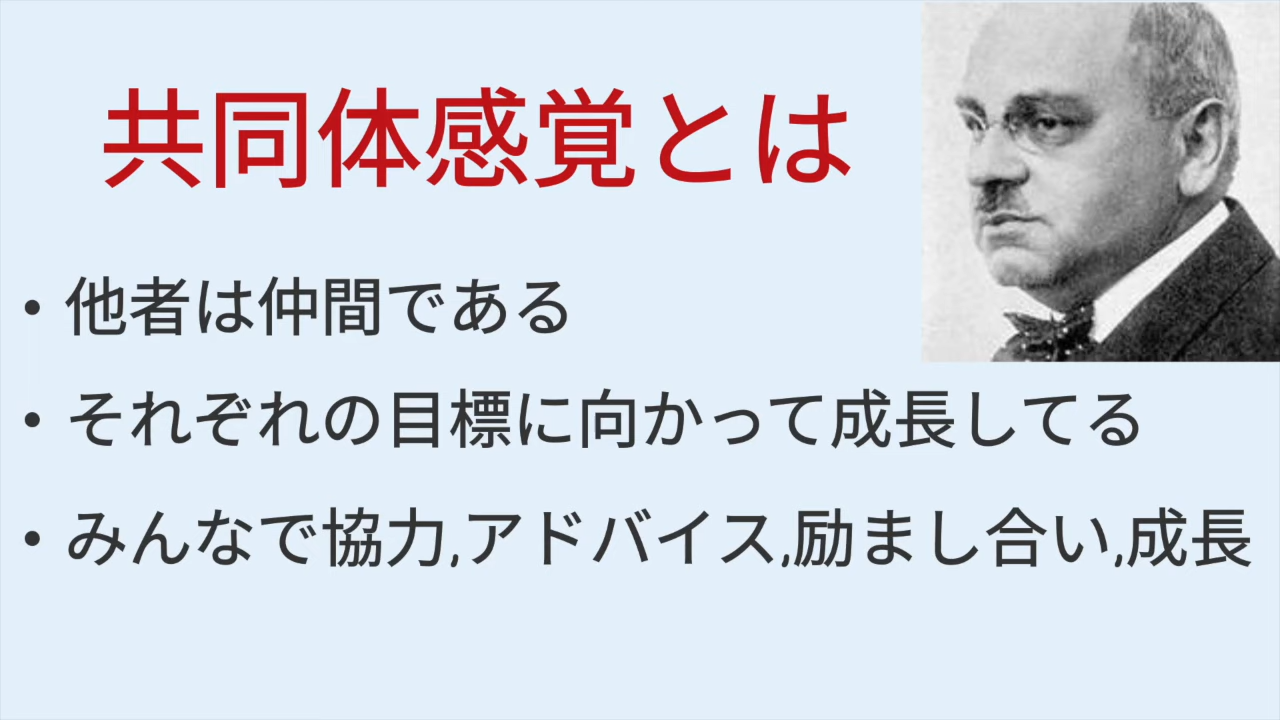 共同体感覚とは
・他者は仲間である
・それぞれの目標に向かって成長してる
・みんなで協力,アドバイス,励まし合い,成長